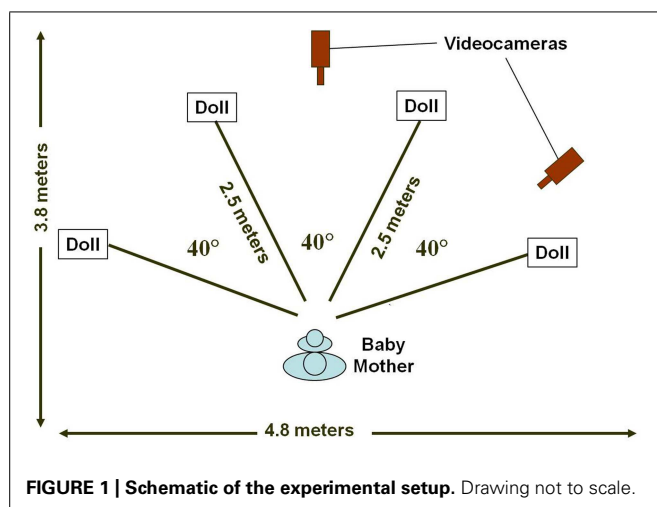 Videocameras
Doll
Doll
3.8 meters
2.5 meters
2.5 meters
40°
Doll
40°
40°
Doll
Baby
Mother
4.8 meters
FIGURE 1 | Schematic of the experimental setup. Drawing not to scale.